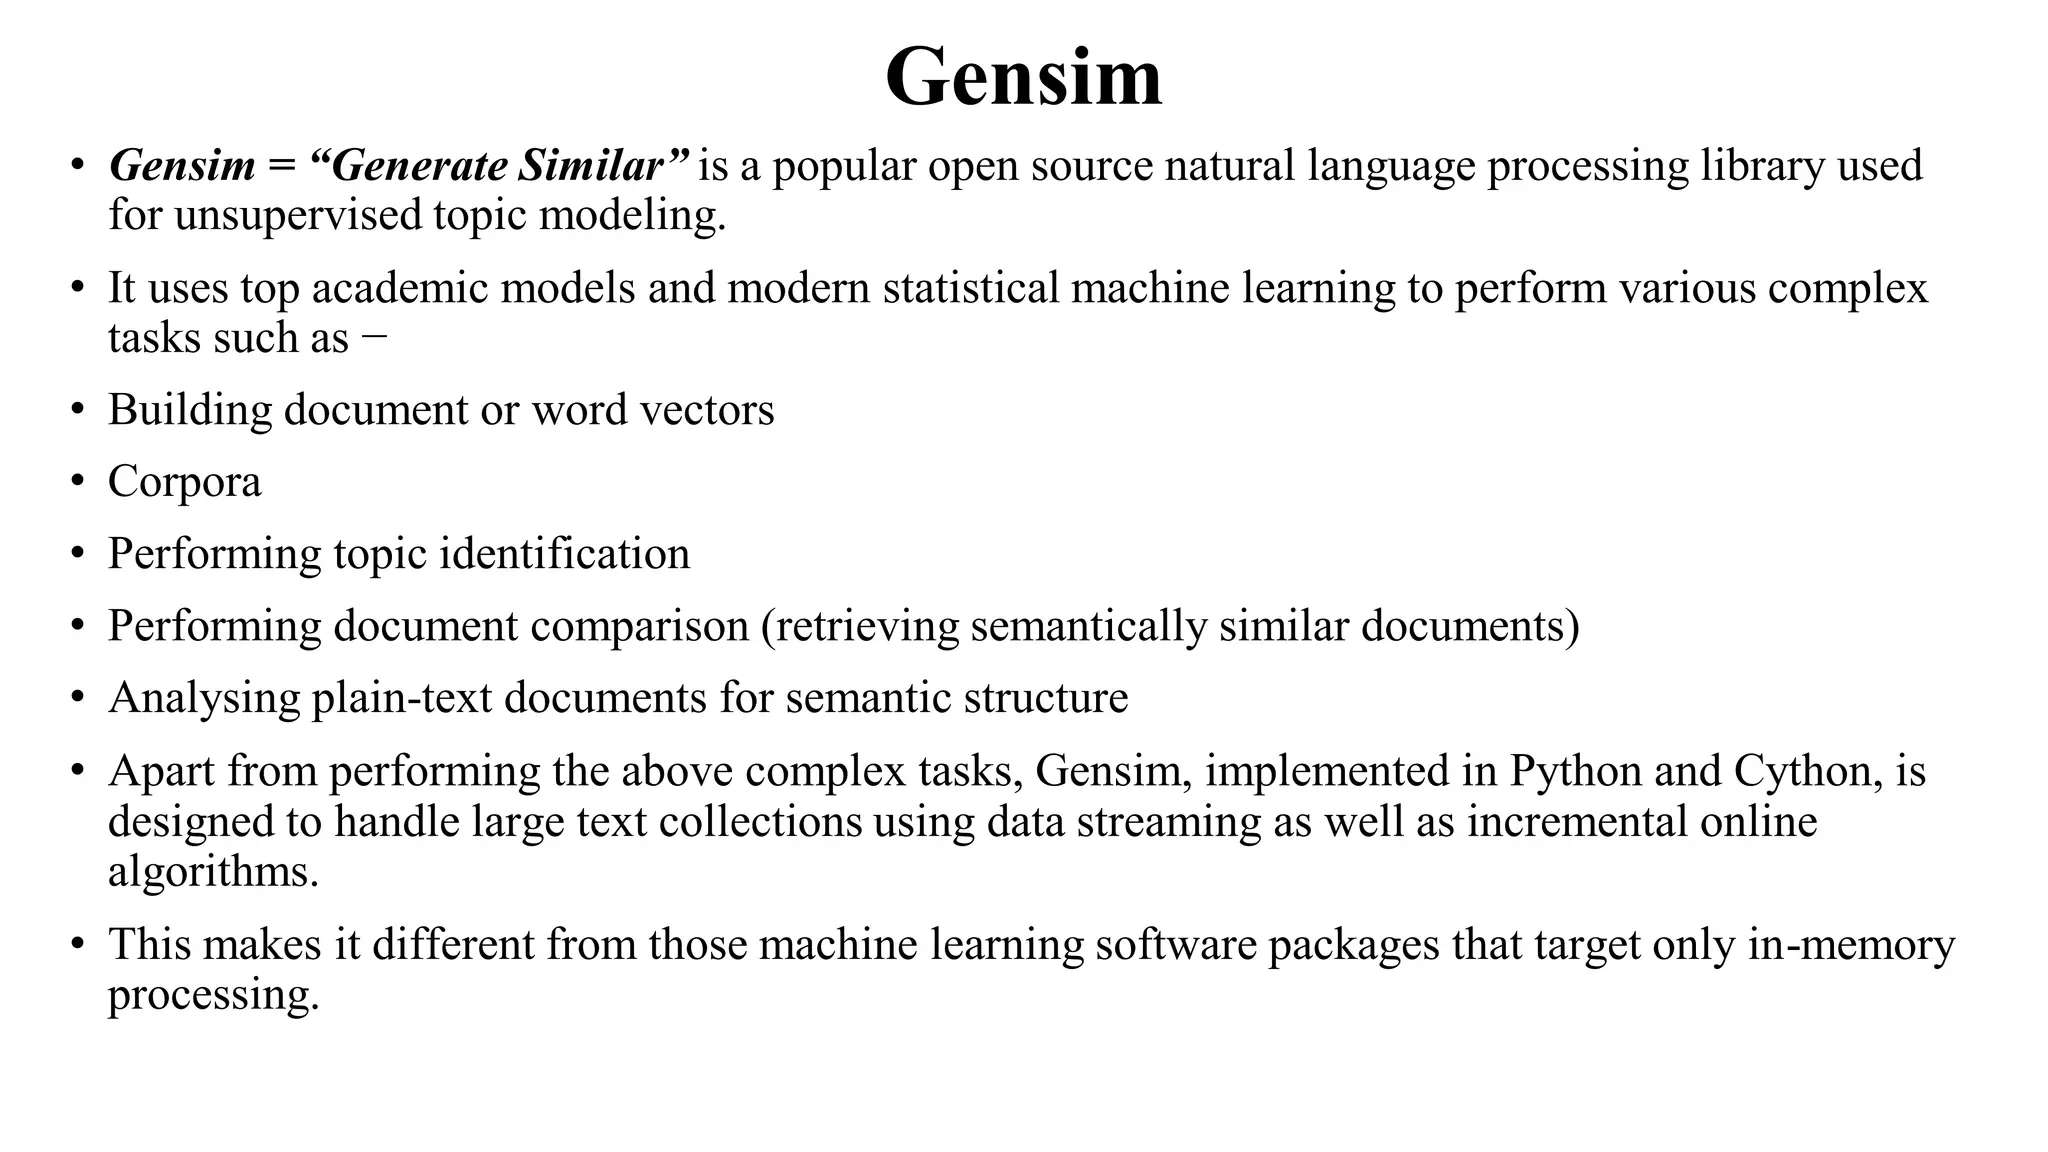 Gensim
• Gensim = “Generate Similar” is a popular open source natural language processing library used
for unsupervised topic modeling.
• It uses top academic models and modern statistical machine learning to perform various complex
tasks such as −
• Building document or word vectors
• Corpora
• Performing topic identification
• Performing document comparison (retrieving semantically similar documents)
• Analysing plain-text documents for semantic structure
• Apart from performing the above complex tasks, Gensim, implemented in Python and Cython, is
designed to handle large text collections using data streaming as well as incremental online
algorithms.
• This makes it different from those machine learning software packages that target only in-memory
processing.